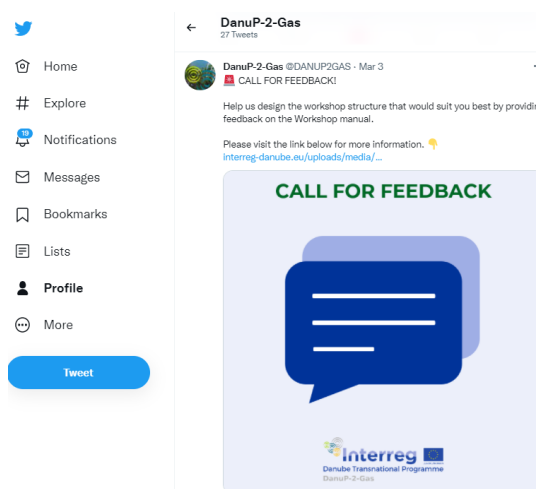 DanuP-2-Gas
27 Tweets
Home
Explore
19
Notifications
Messages
Bookmarks
Lists
Profile
More
Tweet
DanuP-2-Gas @DANUP2GAS · Mar 3
🚨 CALL FOR FEEDBACK!
Help us design the workshop structure that would suit you best by providin
feedback on the Workshop manual.
Please visit the link below for more information. 👇
interreg-danube.eu/uploads/media/...
CALL FOR FEEDBACK
Interreg
Danube Transnational Programme
DanuP-2-Gas